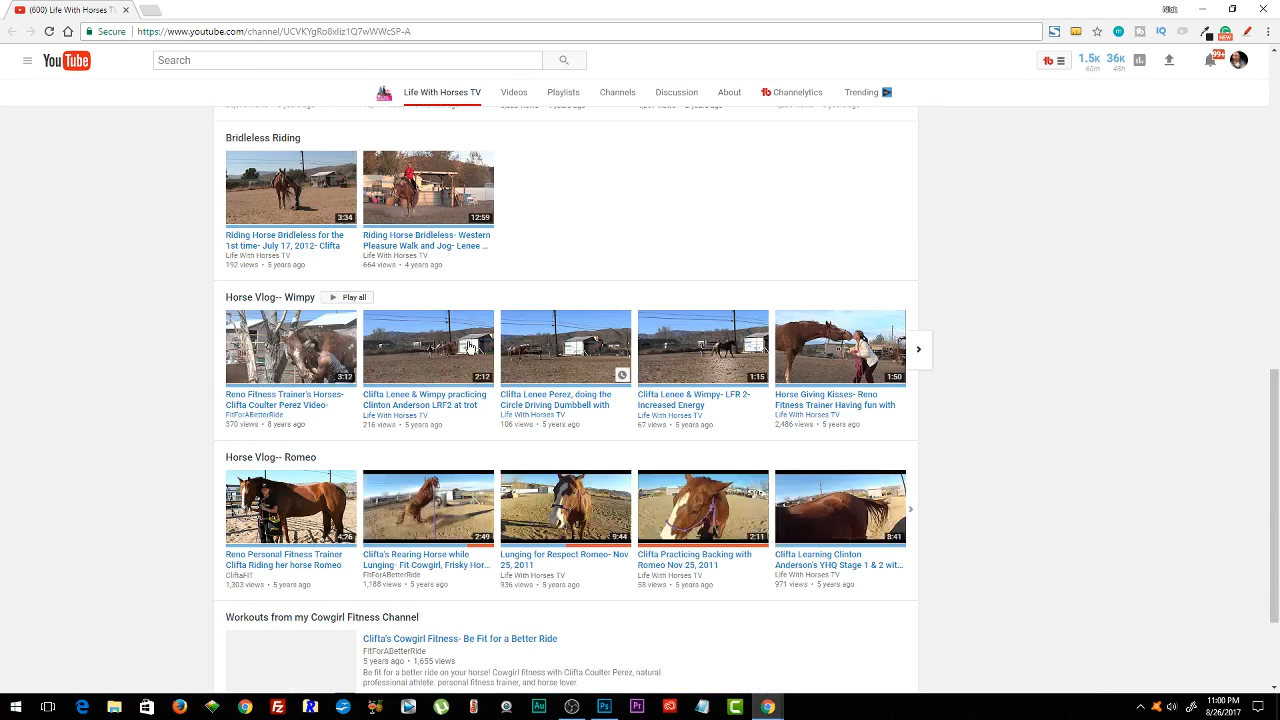 (600) Life With Horses T
Nick
Secure
https://www.youtube.com/channel/UCVKYgRo8xliz1Q7wWWcSP-A
YouTube
Search
1.5K 36K
60m 48h
99+
NEW
Life With Horses TV Videos Playlists Channels Discussion About Channelytics Trending
Bridleless Riding
3:34
12:59
Riding Horse Bridleless for the
1st time- July 17, 2012- Clifta
Life With Horses TV
192 views • 5 years ago
Riding Horse Bridleless- Western
Pleasure Walk and Jog- Lenee ...
Life With Horses TV
664 views • 4 years ago
Horse Vlog-- Wimpy
Play all
3:12
2:12
1:15
1:50
Reno Fitness Trainer's Horses-
Clifta Coulter Perez Video-
FitForABetterRide
370 views • 8 years ago
Clifta Lenee & Wimpy practicing
Clinton Anderson LRF2 at trot
Life With Horses TV
216 views • 5 years ago
Clifta Lenee Perez, doing the
Circle Driving Dumbbell with
Life With Horses TV
106 views • 5 years ago
Clifta Lenee & Wimpy- LFR 2-
Increased Energy
Life With Horses TV
67 views • 5 years ago
Horse Giving Kisses- Reno
Fitness Trainer Having fun with
Life With Horses TV
2,486 views • 5 years ago
Horse Vlog-- Romeo
4:26
2:49
9:44
2:11
8:41
Reno Personal Fitness Trainer
Clifta Riding her horse Romeo
CliftaFIT
1,303 views • 5 years ago
Clifta's Rearing Horse while
Lunging- Fit Cowgirl, Frisky Hor...
FitForABetterRide
1,188 views • 5 years ago
Lunging for Respect Romeo- Nov
25, 2011
Life With Horses TV
936 views • 5 years ago
Clifta Practicing Backing with
Romeo Nov 25, 2011
Life With Horses TV
58 views • 5 years ago
Clifta Learning Clinton
Anderson's YHQ Stage 1 & 2 wit...
Life With Horses TV
971 views • 5 years ago
Workouts from my Cowgirl Fitness Channel
Clifta's Cowgirl Fitness- Be Fit for a Better Ride
FitForABetterRide
5 years ago • 1,655 views
Be fit for a better ride on your horse! Cowgirl fitness with Clifta Coulter Perez, natural
professional athlete, personal fitness trainer, and horse lover.
11:00 PM
8/26/2017